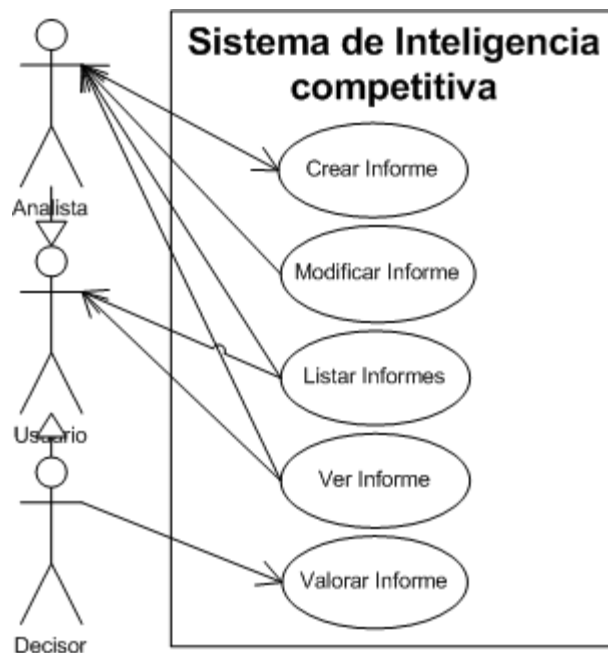 Sistema de Inteligencia
competitiva
Crear Informe
Analista
Modificar Informe
Listar Informes
Usuario
Ver Informe
Valorar Informe
Decisor